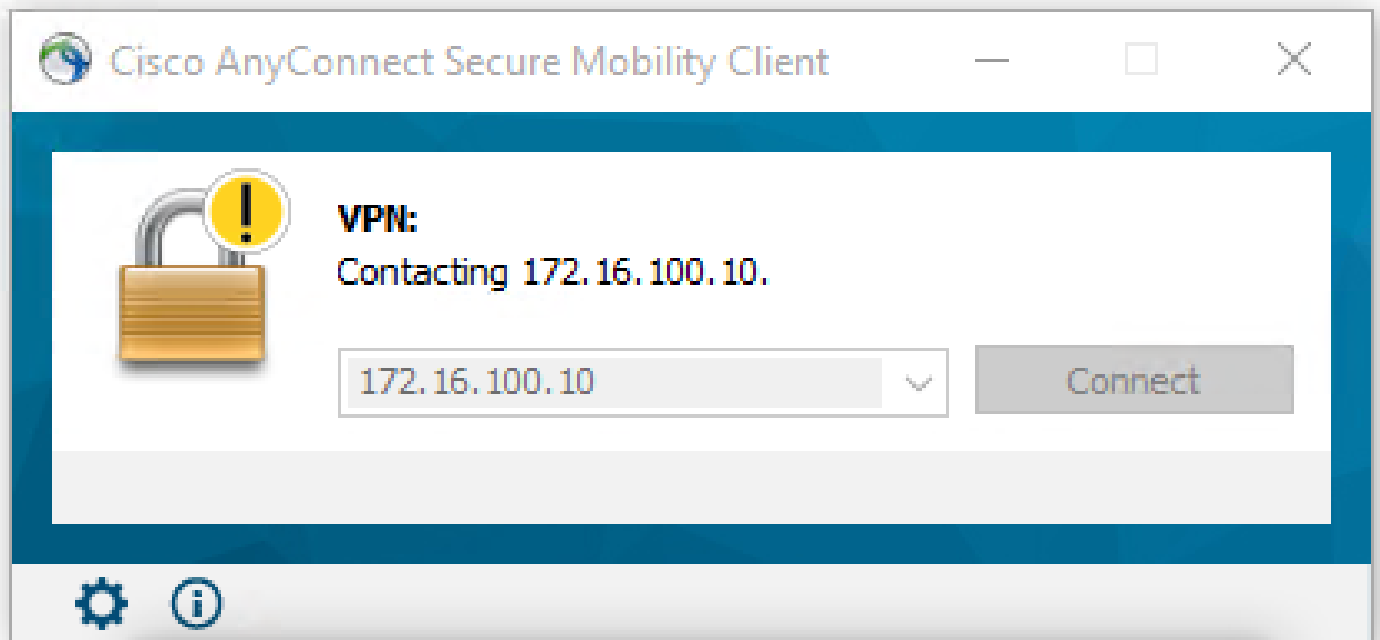 Cisco AnyConnect Secure Mobility Client
VPN:
Contacting 172.16.100.10.
172.16.100.10
Connect